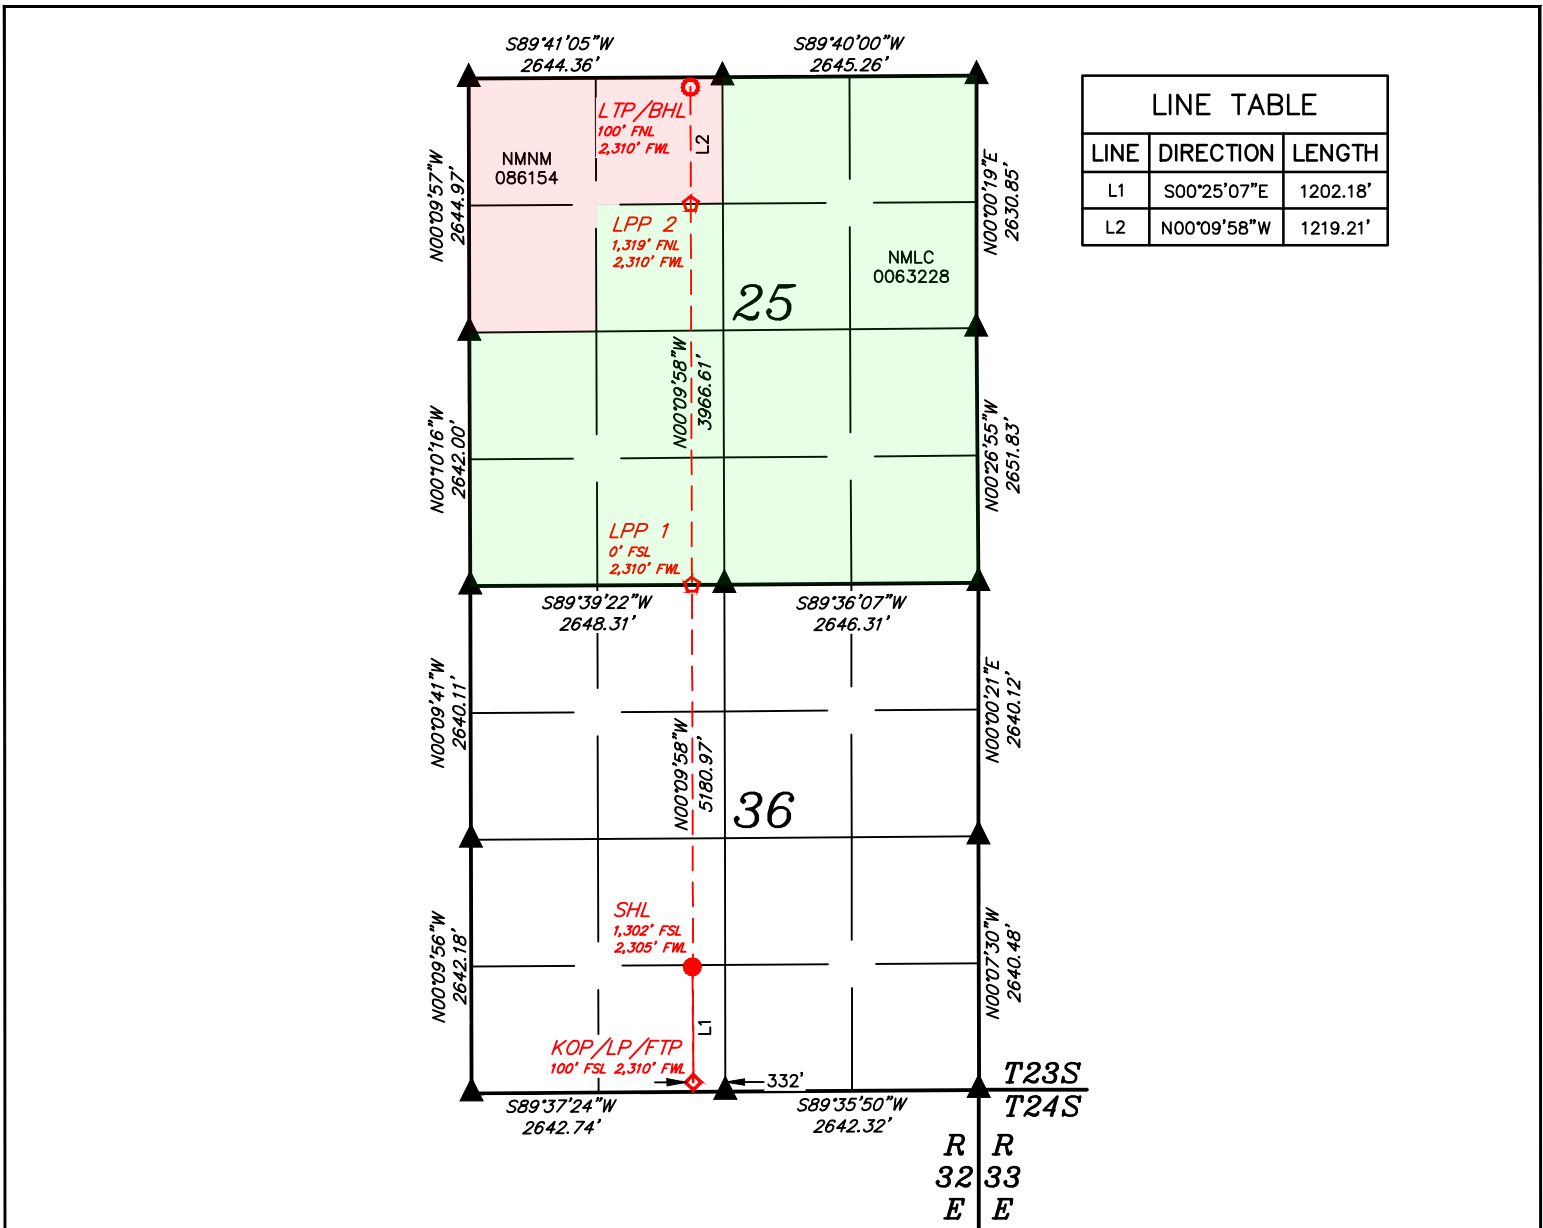 S89°41'05"W
2644.36'
S89°40'00"W
2645.26'
LINE TABLE
LINE DIRECTION LENGTH
L1 S00°25'07"E 1202.18'
L2 N00°09'58"W 1219.21'
LTP/BHL
100' FNL
2,310' FWL
L2
NMNM
086154
N00°09'57"W
2644.97'
N00°00'19"E
2630.85'
LPP 2
1,319' FNL
2,310' FWL
NMLC
0063228
25
N00°09'58"W
3966.61'
N00°10'16"W
2642.00'
N00°26'55"W
2651.83'
LPP 1
0' FSL
2,310' FWL
S89°39'22"W
2648.31'
S89°36'07"W
2646.31'
N00°09'41"W
2640.11'
N00°00'21"E
2640.12'
N00°09'58"W
5180.97'
36
SHL
1,302' FSL
2,305' FWL
N00°09'56"W
2642.18'
N00°07'30"W
2640.48'
L1
KOP/LP/FTP
100' FSL 2,310' FWL
332'
S89°37'24"W
2642.74'
S89°35'50"W
2642.32'
T23S
T24S
R R
32 33
E E